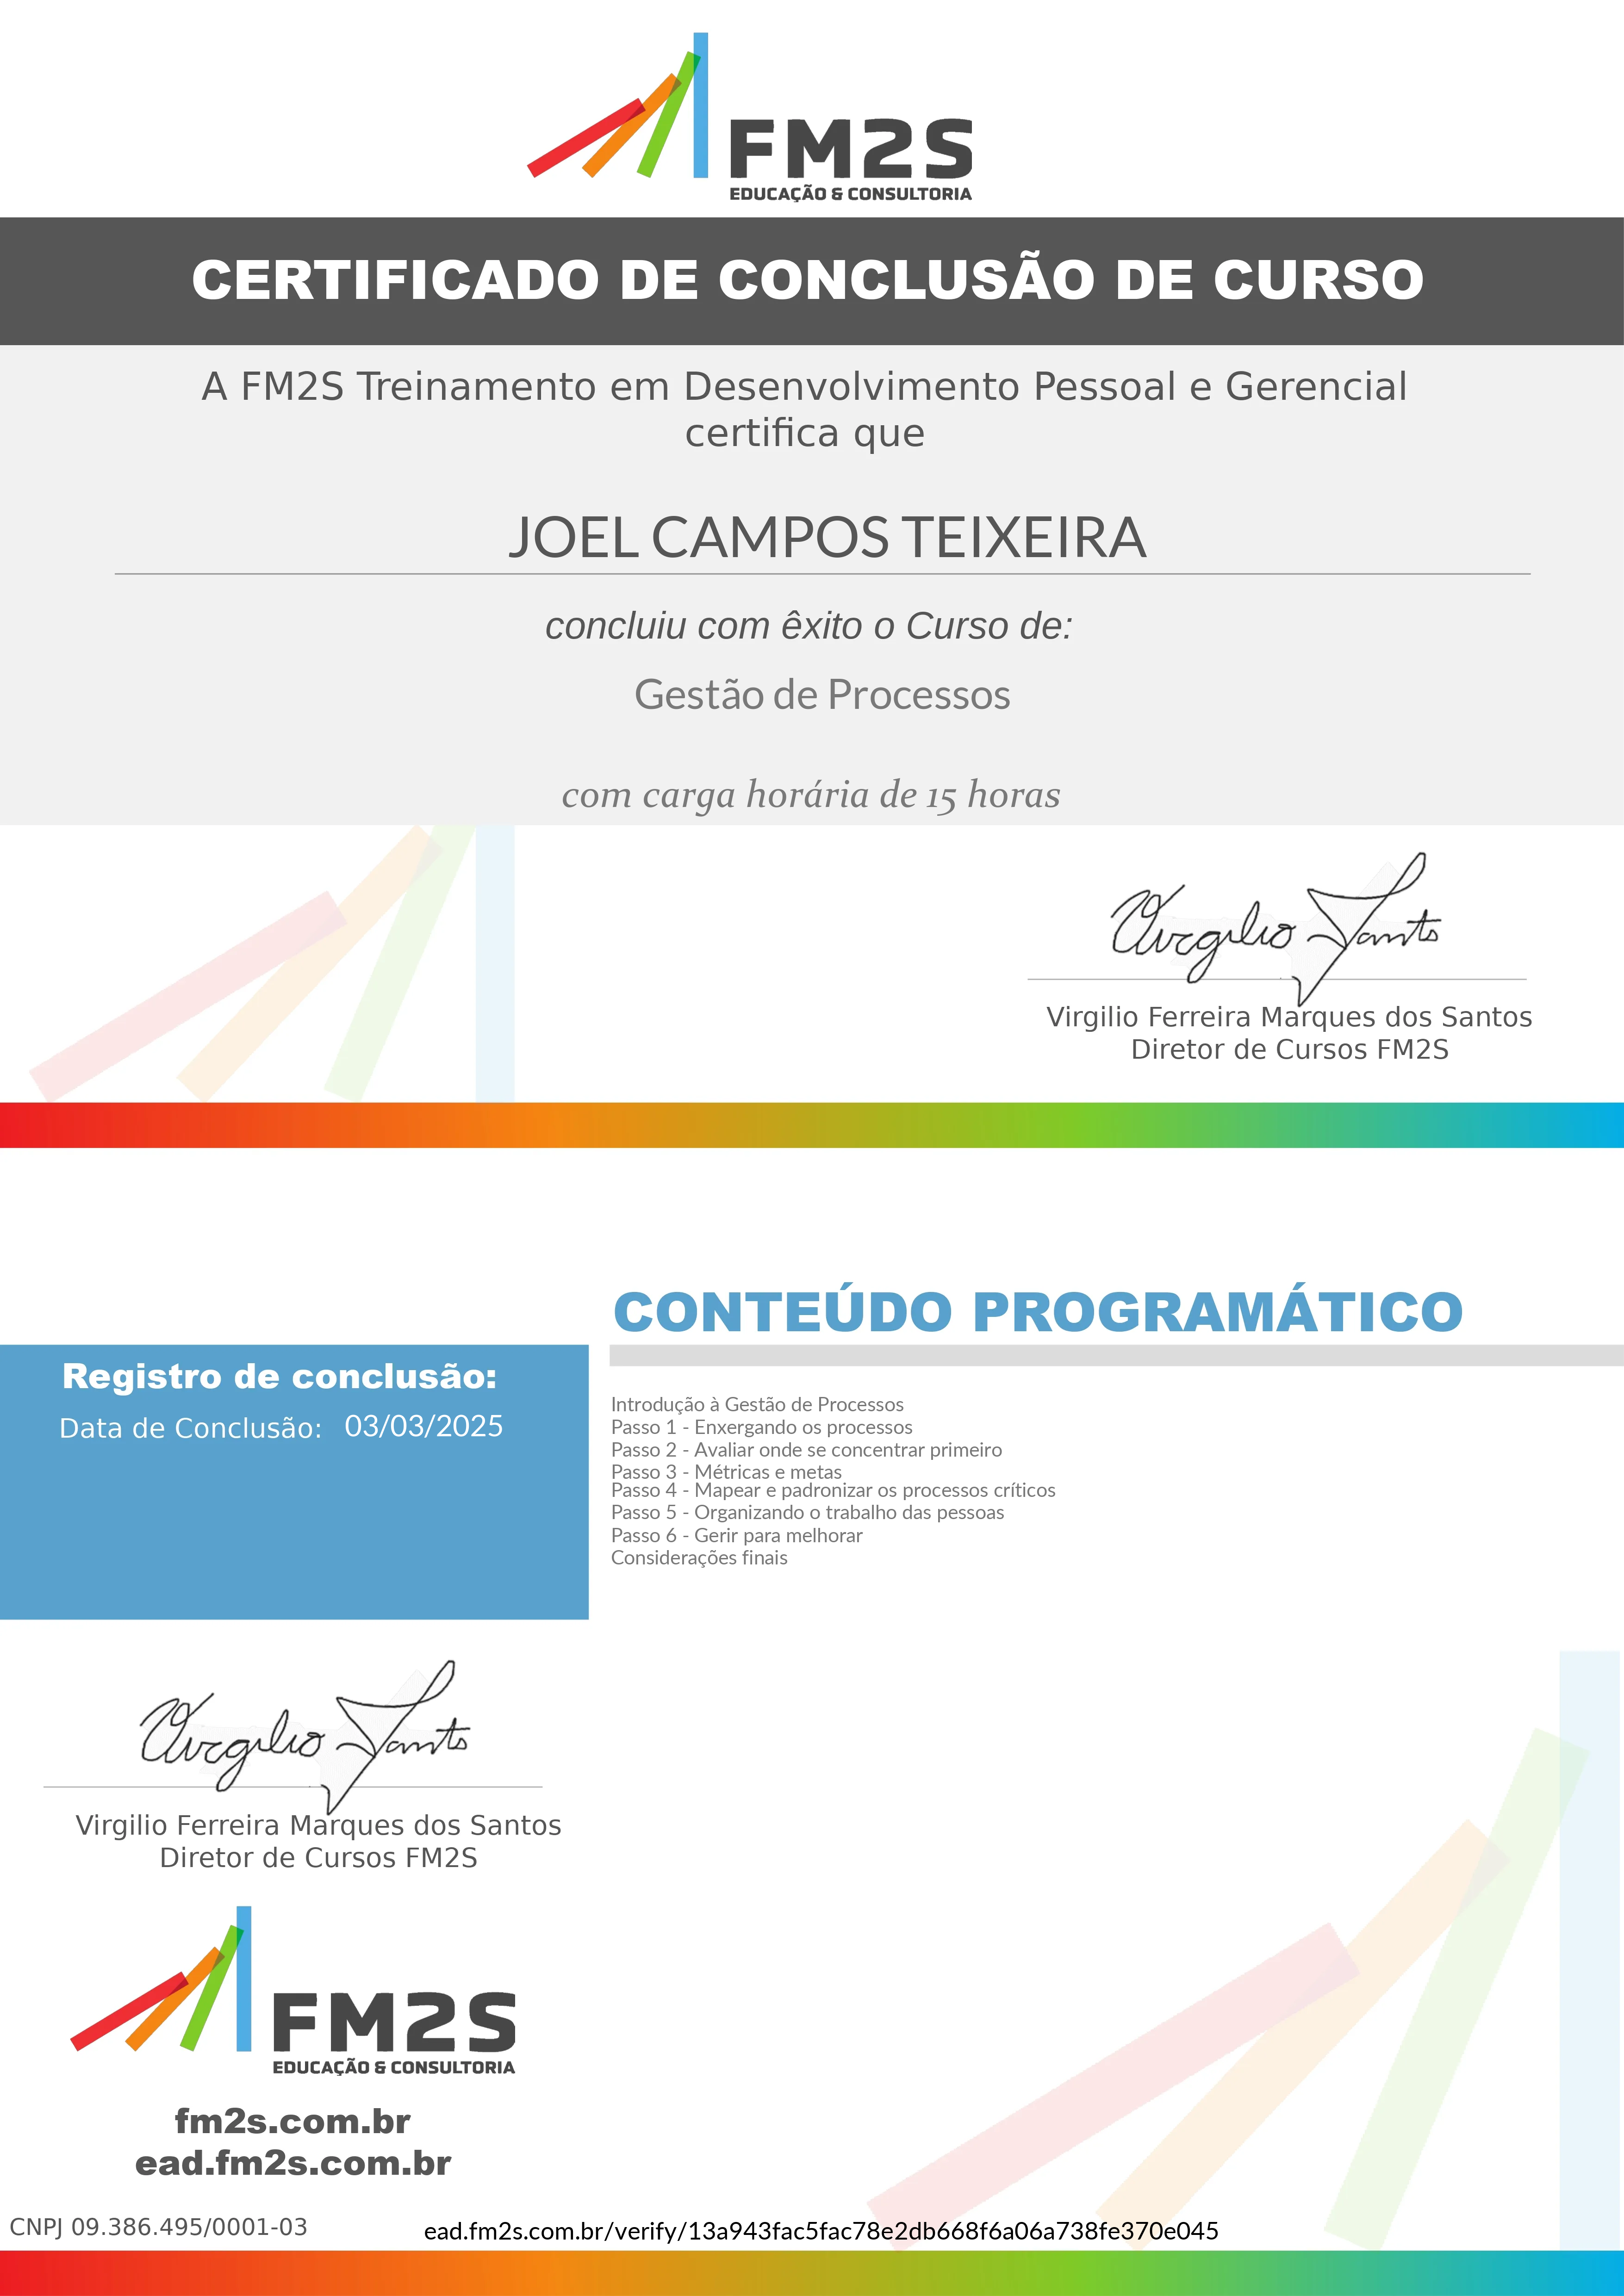 FM2S
EDUCAÇÃO & CONSULTORIA
CERTIFICADO DE CONCLUSÃO DE CURSO
A FM2S Treinamento em Desenvolvimento Pessoal e Gerencial
certifica que
JOEL CAMPOS TEIXEIRA
concluiu com êxito o Curso de:
Gestão de Processos
com carga horária de 15 horas
Virgilio Santo
Virgilio Ferreira Marques dos Santos
Diretor de Cursos FM2S
CONTEÚDO PROGRAMÁTICO
Registro de conclusão:
Data de Conclusão: 03/03/2025
Introdução à Gestão de Processos
Passo 1 - Enxergando os processos
Passo 2 - Avaliar onde se concentrar primeiro
Passo 3 - Métricas e metas
Passo 4 - Mapear e padronizar os processos críticos
Passo 5 - Organizando o trabalho das pessoas
Passo 6 - Gerir para melhorar
Considerações finais
Virgilio Santo
Virgilio Ferreira Marques dos Santos
Diretor de Cursos FM2S
FM2S
EDUCAÇÃO & CONSULTORIA
fm2s.com.br
ead.fm2s.com.br
CNPJ 09.386.495/0001-03
ead.fm2s.com.br/verify/13a943fac5fac78e2db668f6a06a738fe370e045